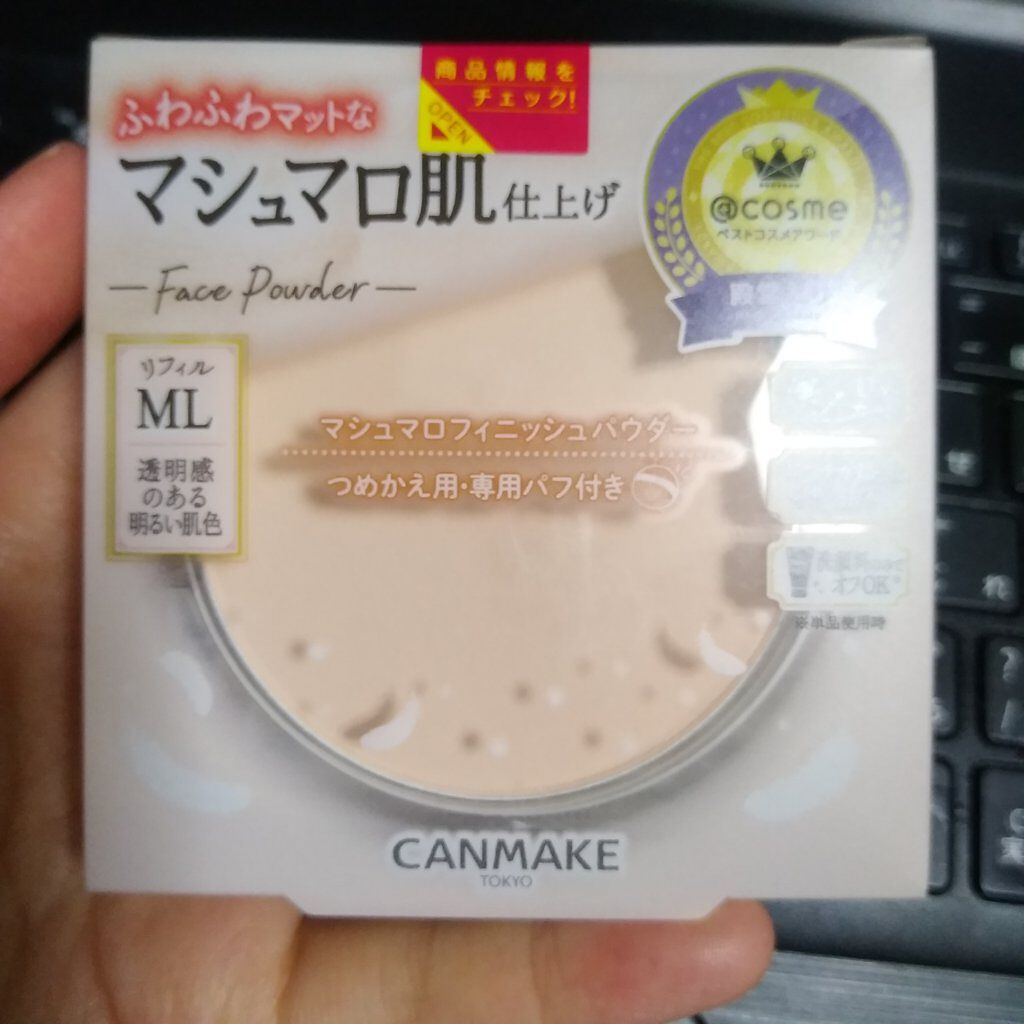 商品情報を
チェック!
OPEN
ふわふわマットな
マシュマロ肌仕上げ
Face Powder
@cosme
ベストコスメアワード
リフィル
ML
透明感
のある
明るい肌色
マシュマロフィニッシュパウダー
つめかえ用・専用パフ付き
オフOK
※単品使用時
CANMAKE
TOKYO